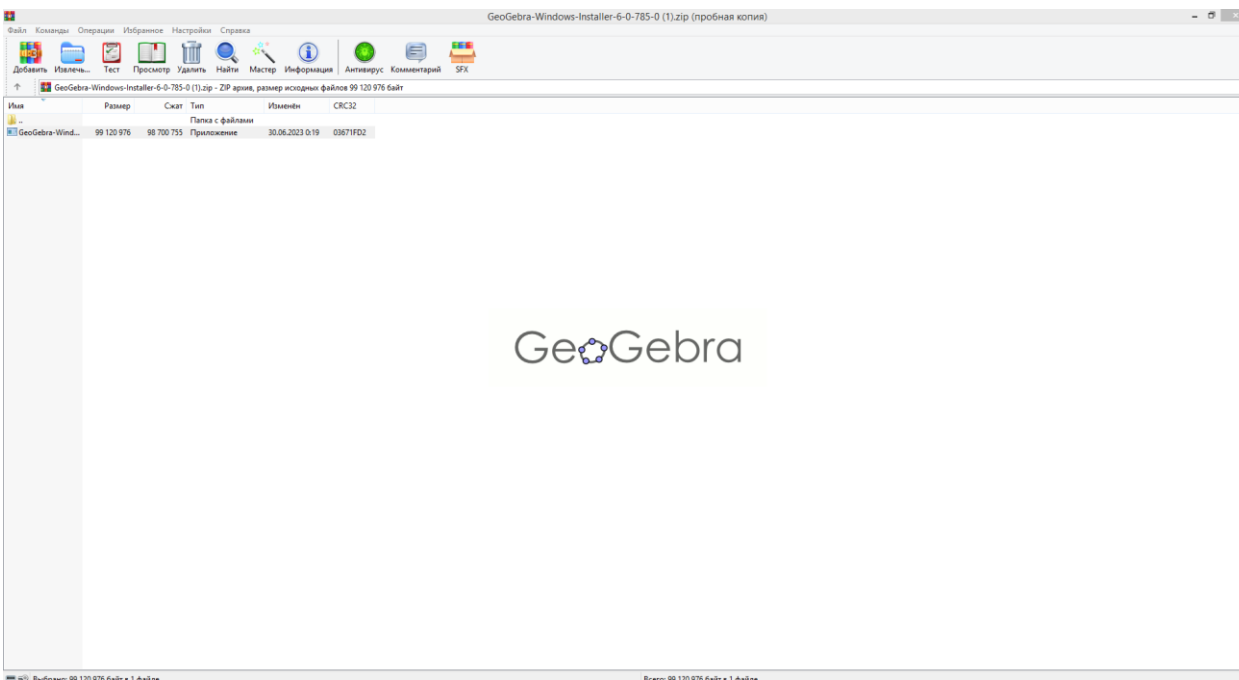 GeoGebra-Windows-Installer-6-0-785-0 (1).zip (пробная копия)
Файл Команды Операции Избранное Настройки Справка
Добавить Извлечь... Тест Просмотр Удалить Найти Мастер Информация Антивирус Комментарий SFX
GeoGebra-Windows-Installer-6-0-785-0 (1).zip - ZIP архив, размер исходных файлов 99 120 976 байт
Имя Размер Сжат Тип Изменён CRC32
.. Папка с файлами
GeoGebra-Wind... 99 120 976 98 700 755 Приложение 30.06.2023 0:19 03671FD2
GeoGebra
Выбрано: 99 120 976 байт в 1 файле Всего: 99 120 976 байт в 1 файле